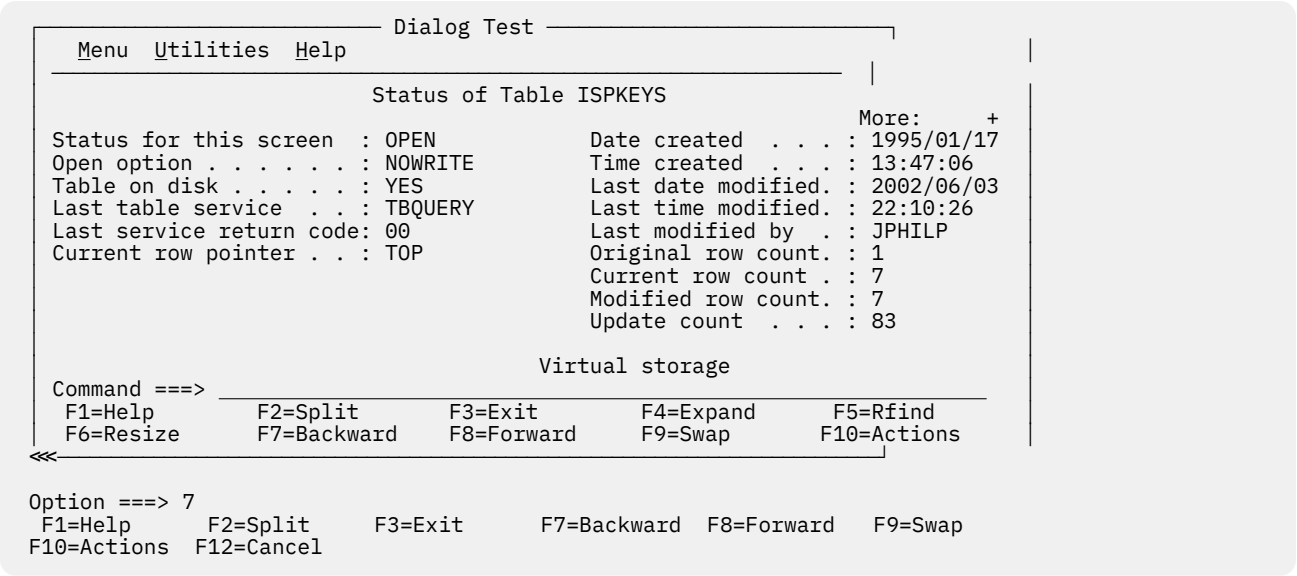 Dialog Test
Menu  Utilities  Help
Status of Table ISPKEYS
More:     +
Status for this screen  : OPEN            Date created  . . . : 1995/01/17
Open option . . . . . . : NOWRITE         Time created  . . . : 13:47:06
Table on disk . . . . . : YES             Last date modified. : 2002/06/03
Last table service  . . : TBQUERY         Last time modified. : 22:10:26
Last service return code: 00              Last modified by  . : JPHILP
Current row pointer . . : TOP             Original row count. : 1
Current row count . : 7
Modified row count. : 7
Update count  . . . : 83
Virtual storage
Command ===>
F1=Help        F2=Split       F3=Exit        F4=Expand      F5=Rfind
F6=Resize      F7=Backward    F8=Forward     F9=Swap       F10=Actions
<<<
Option ===> 7
F1=Help      F2=Split     F3=Exit      F7=Backward  F8=Forward   F9=Swap
F10=Actions  F12=Cancel